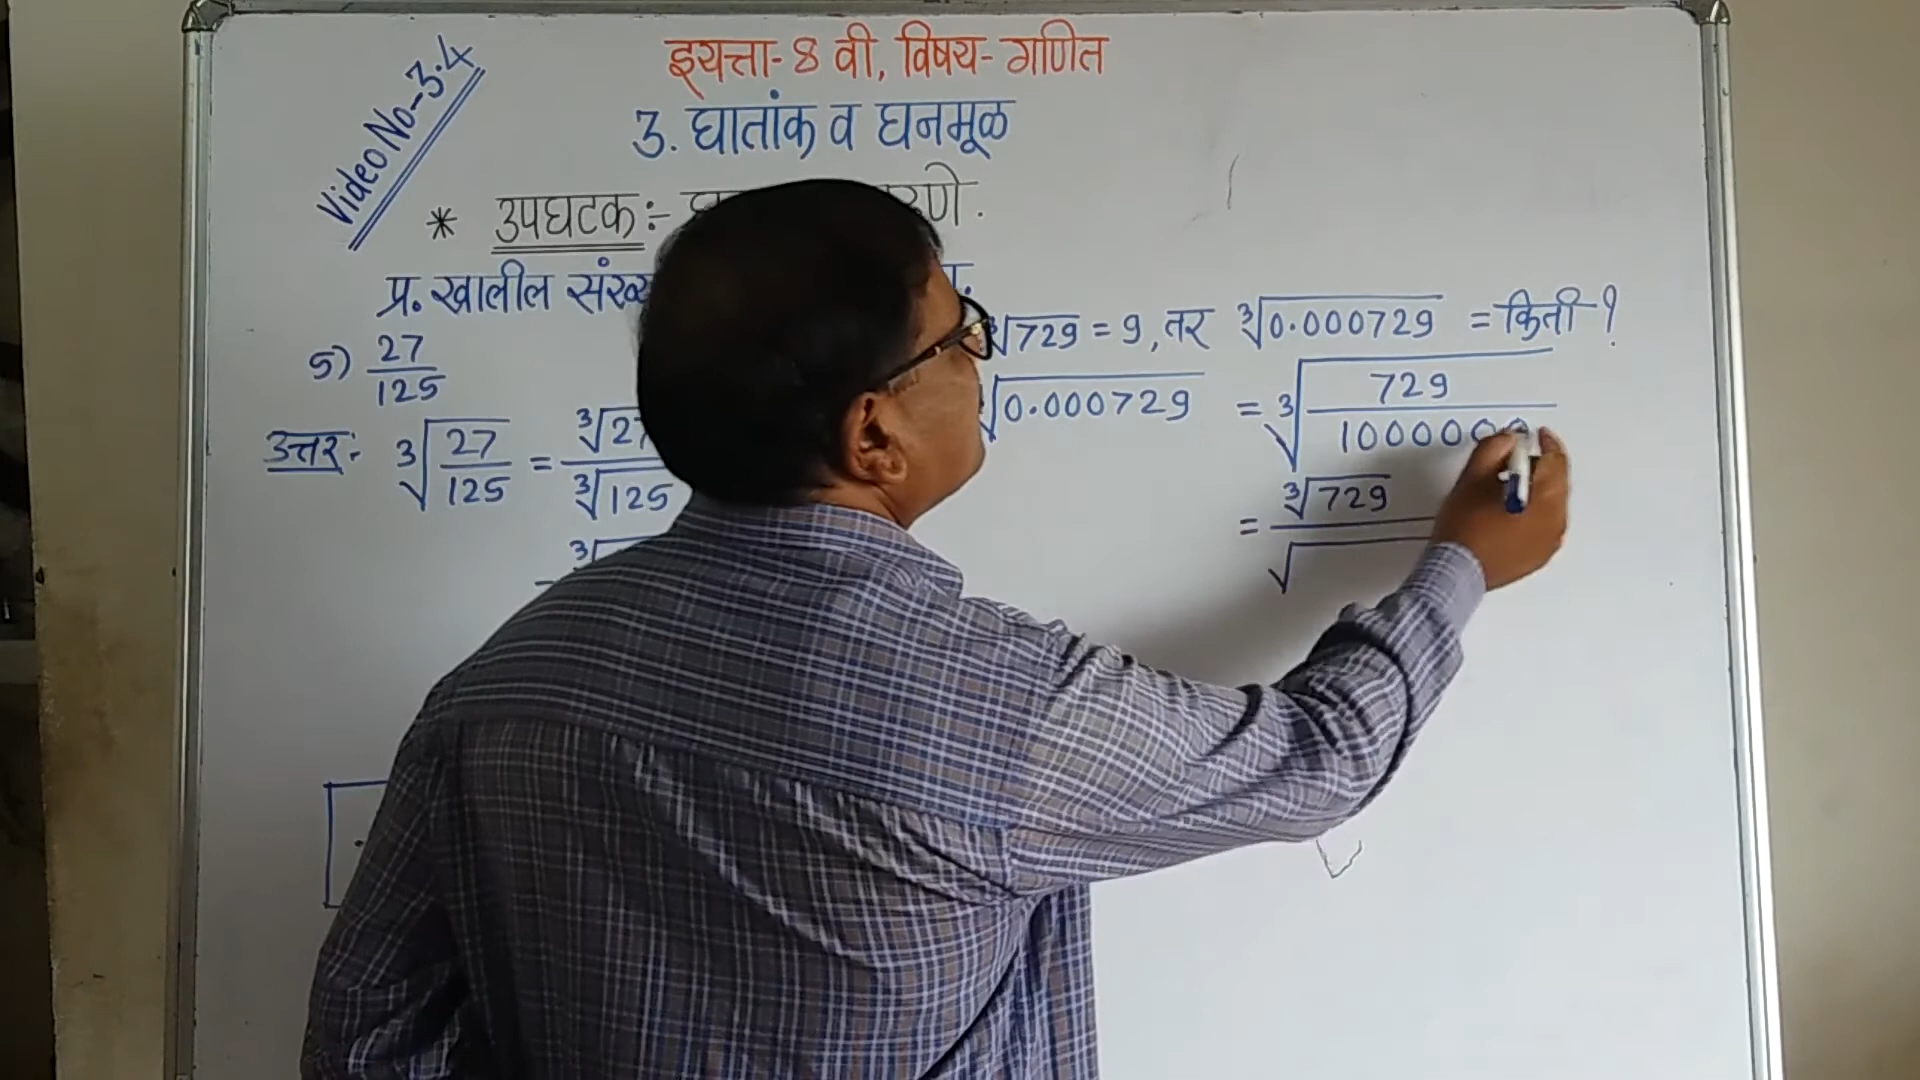 Video No-3.4
इयत्ता- 8 वी, विषय- गणित
3. घातांक व घनमूळ
* उपघटक:-
प्र. खालील
5) 27/125
उत्तर:- ∛(27/125) = ∛27/∛125
∛729 = 9, तर ∛0.000729 = किती?
√0.000729 = ∛(729/1000000)
= ∛729/√